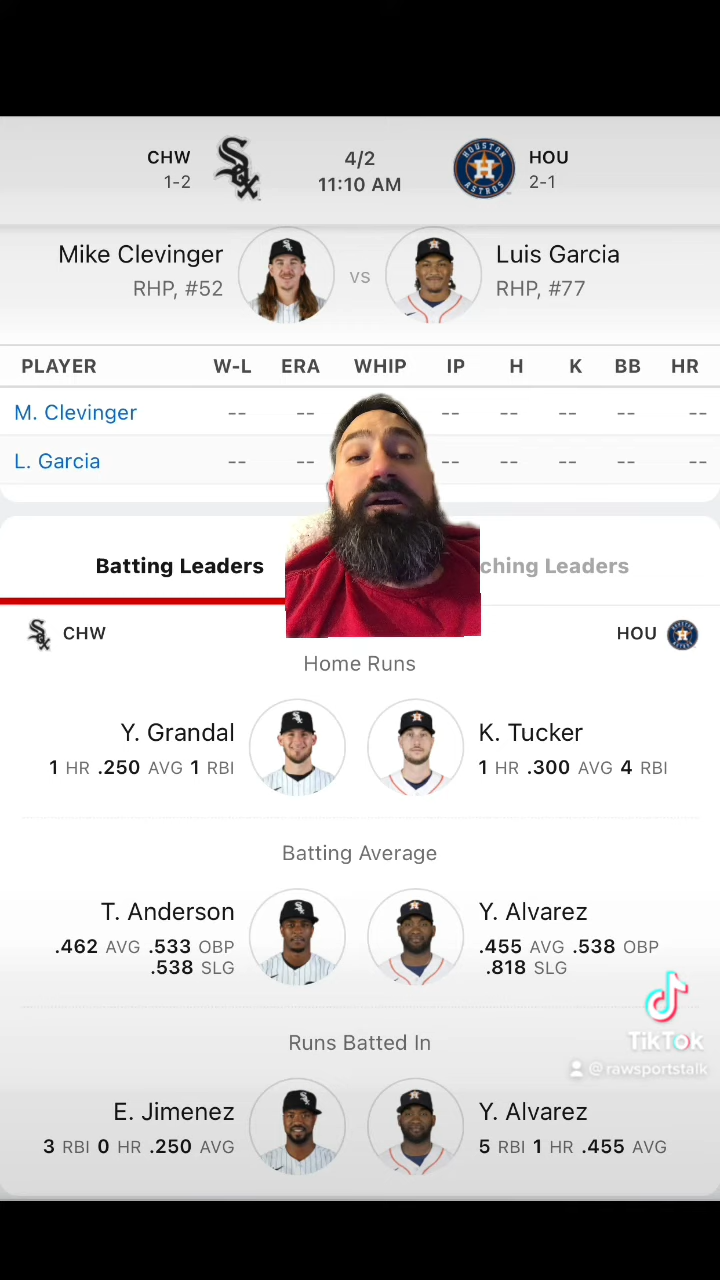 CHW
1-2
4/2
11:10 AM
HOU
2-1
Mike Clevinger
RHP, #52
vs
Luis Garcia
RHP, #77
PLAYER W-L ERA WHIP IP H K BB HR
M. Clevinger -- -- -- -- -- -- --
L. Garcia -- -- -- -- -- -- --
Batting Leaders
ching Leaders
CHW
HOU
Home Runs
Y. Grandal
1 HR .250 AVG 1 RBI
K. Tucker
1 HR .300 AVG 4 RBI
Batting Average
T. Anderson
.462 AVG .533 OBP
.538 SLG
Y. Alvarez
.455 AVG .538 OBP
.818 SLG
Runs Batted In
E. Jimenez
3 RBI 0 HR .250 AVG
Y. Alvarez
5 RBI 1 HR .455 AVG
TikTok
@rawsportstalk